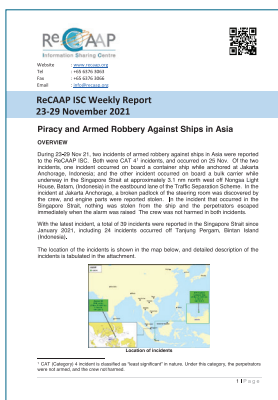 ReCAAP
Information Sharing Centre
Website : www.recaap.org
Tel : +65 6376 3063
Fax : +65 6376 3066
Email : info@recaap.org
ReCAAP ISC Weekly Report
23-29 November 2021
Piracy and Armed Robbery Against Ships in Asia
OVERVIEW
During 23-29 Nov 21, two incidents of armed robbery against ships in Asia were reported
to the ReCAAP ISC. Both were CAT 4¹ incidents, and occurred on 25 Nov. Of the two
incidents, one incident occurred on board a container ship while anchored at Jakarta
Anchorage, Indonesia; and the other incident occurred on board a bulk carrier while
underway in the Singapore Strait at approximately 3.1 nm north west off Nongsa Light
House, Batam, (Indonesia) in the eastbound lane of the Traffic Separation Scheme. In the
incident at Jakarta Anchorage, a broken padlock of the steering room was discovered by
the crew, and engine parts were reported stolen. In the incident that occurred in the
Singapore Strait, nothing was stolen from the ship and the perpetrators escaped
immediately when the alarm was raised. The crew was not harmed in both incidents.
With the latest incident, a total of 39 incidents were reported in the Singapore Strait since
January 2021, including 24 incidents occurred off Tanjung Pergam, Bintan Island
(Indonesia).
The location of the incidents is shown in the map below, and detailed description of the
incidents is tabulated in the attachment.
Location of incidents
¹ CAT (Category) 4 incident is classified as "least significant" in nature. Under this category, the perpetrators
were not armed, and the crew not harmed.
1 | Page